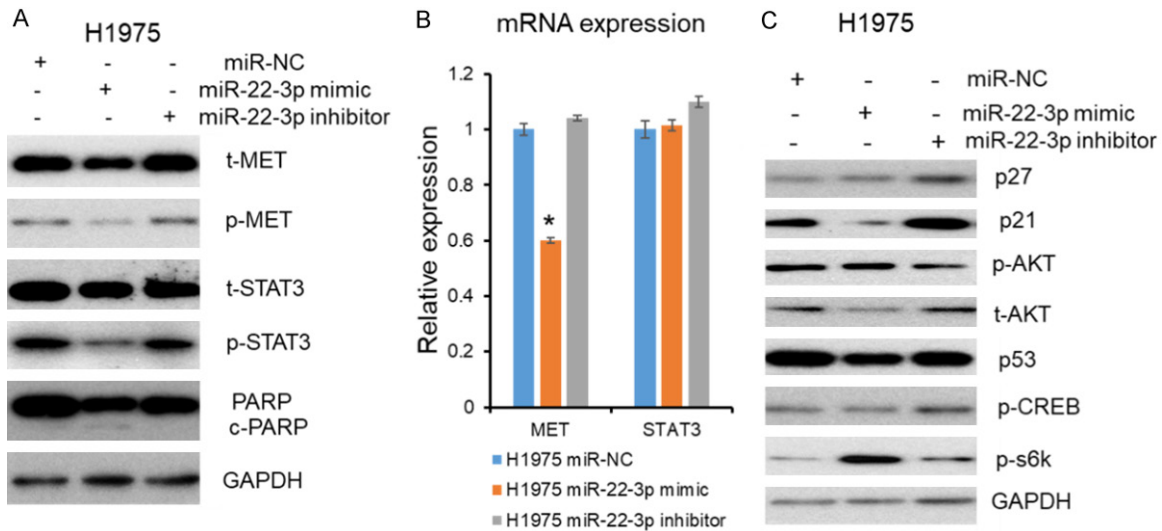 A
H1975
+ - - miR-NC
- + - miR-22-3p mimic
- - + miR-22-3p inhibitor
t-MET
p-MET
t-STAT3
p-STAT3
PARP
c-PARP
GAPDH
B
mRNA expression
Relative expression
1.2
1
0.8
0.6
0.4
0.2
0
*
MET STAT3
H1975 miR-NC
H1975 miR-22-3p mimic
H1975 miR-22-3p inhibitor
C
H1975
+ - - miR-NC
- + - miR-22-3p mimic
- - + miR-22-3p inhibitor
p27
p21
p-AKT
t-AKT
p53
p-CREB
p-s6k
GAPDH